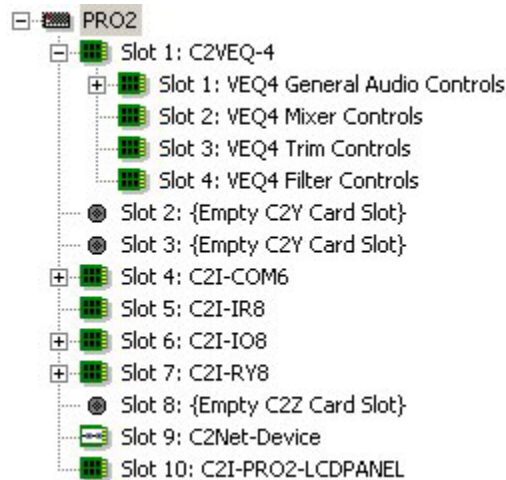 PRO2
Slot 1: C2VEQ-4
Slot 1: VEQ4 General Audio Controls
Slot 2: VEQ4 Mixer Controls
Slot 3: VEQ4 Trim Controls
Slot 4: VEQ4 Filter Controls
Slot 2: {Empty C2Y Card Slot}
Slot 3: {Empty C2Y Card Slot}
Slot 4: C2I-COM6
Slot 5: C2I-IR8
Slot 6: C2I-IO8
Slot 7: C2I-RY8
Slot 8: {Empty C2Z Card Slot}
Slot 9: C2Net-Device
Slot 10: C2I-PRO2-LCDPANEL